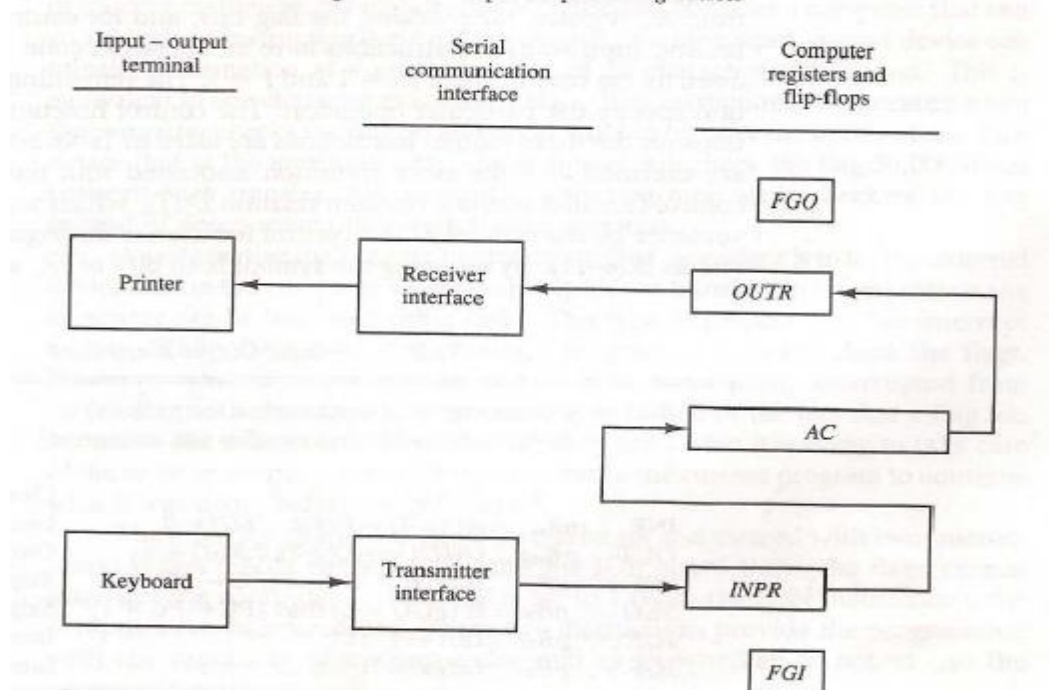 Input – output
terminal
Serial
communication
interface
Computer
registers and
flip-flops
FGO
Printer
Receiver
interface
OUTR
AC
Keyboard
Transmitter
interface
INPR
FGI